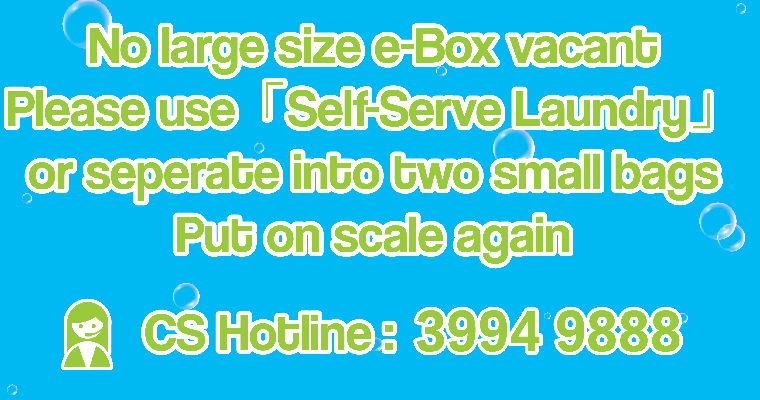 No large size e-Box vacant
Please use「Self-Serve Laundry」
or seperate into two small bags
Put on scale again
CS Hotline : 3994 9888